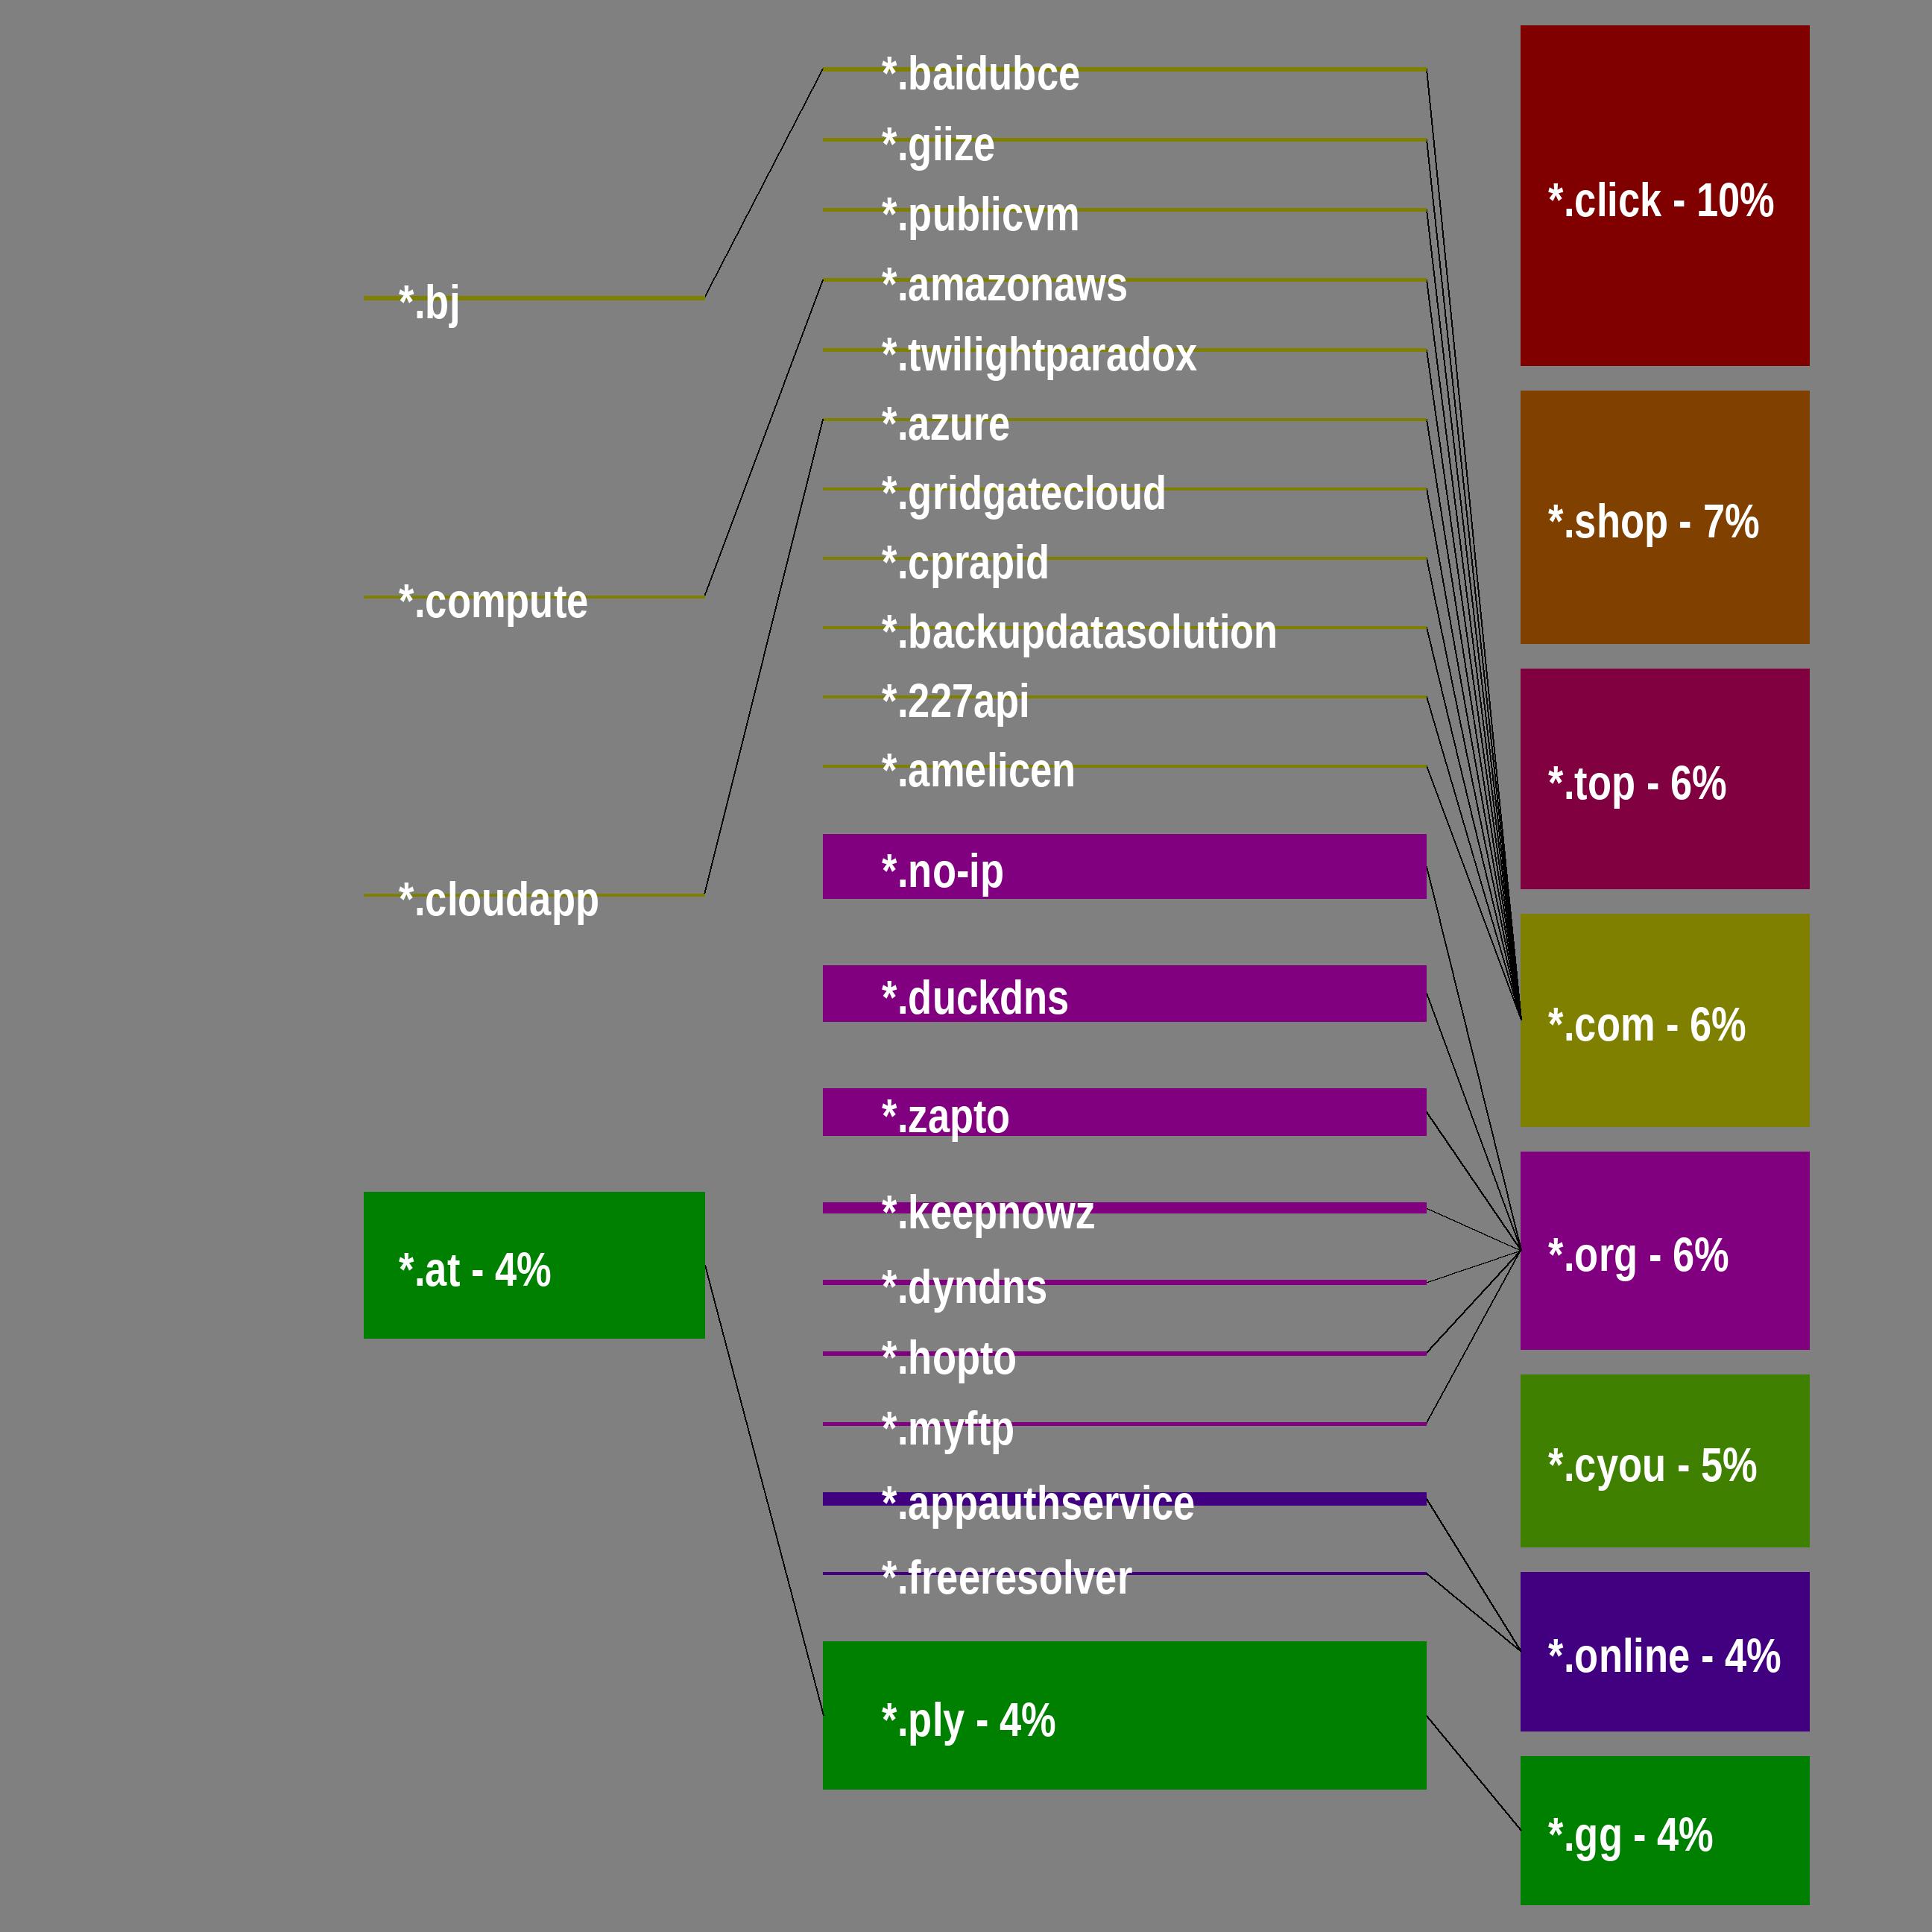 *.bj
*.compute
*.cloudapp
*.at - 4%
*.baidubce
*.giize
*.publicvm
*.amazonaws
*.twilightparadox
*.azure
*.gridgatecloud
*.cprapid
*.backupdatasolution
*.227api
*.amelicen
*.no-ip
*.duckdns
*.zapto
*.keepnowz
*.dyndns
*.hopto
*.myftp
*.appauthservice
*.freeresolver
*.ply - 4%
*.click - 10%
*.shop - 7%
*.top - 6%
*.com - 6%
*.org - 6%
*.cyou - 5%
*.online - 4%
*.gg - 4%